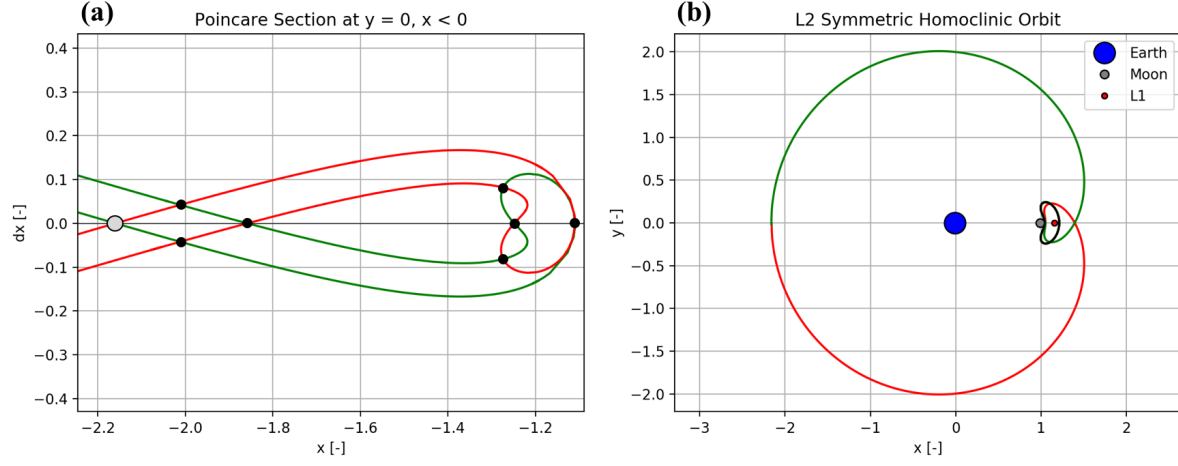 (a)
Poincare Section at y = 0, x < 0
0.4
0.3
0.2
0.1
0.0
−0.1
−0.2
−0.3
−0.4
dx [-]
−2.2 −2.0 −1.8 −1.6 −1.4 −1.2
x [-]
(b)
L2 Symmetric Homoclinic Orbit
Earth
Moon
L1
2.0
1.5
1.0
0.5
0.0
−0.5
−1.0
−1.5
−2.0
y [-]
−3 −2 −1 0 1 2
x [-]